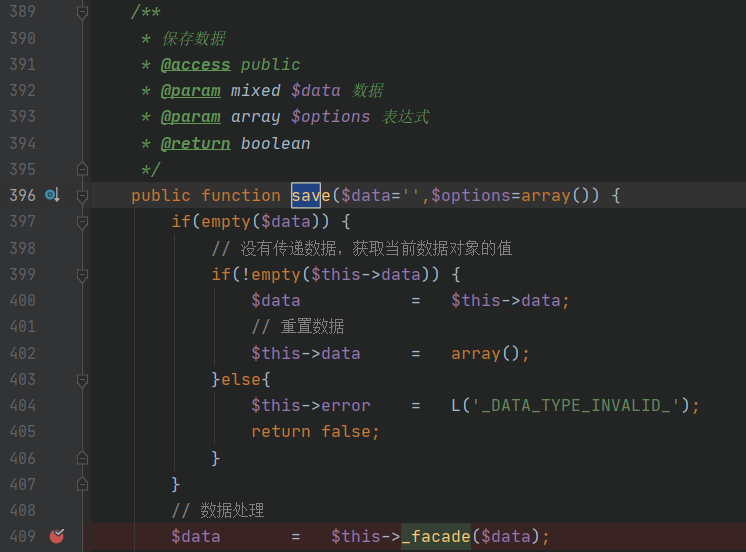 389 /**
390 * 保存数据
391 * @access public
392 * @param mixed $data 数据
393 * @param array $options 表达式
394 * @return boolean
395 */
396 public function save($data='',$options=array()) {
397 if(empty($data)) {
398 // 没有传递数据，获取当前数据对象的值
399 if(!empty($this->data)) {
400 $data = $this->data;
401 // 重置数据
402 $this->data = array();
403 }else{
404 $this->error = L('_DATA_TYPE_INVALID_');
405 return false;
406 }
407 }
408 // 数据处理
409 $data = $this->_facade($data);